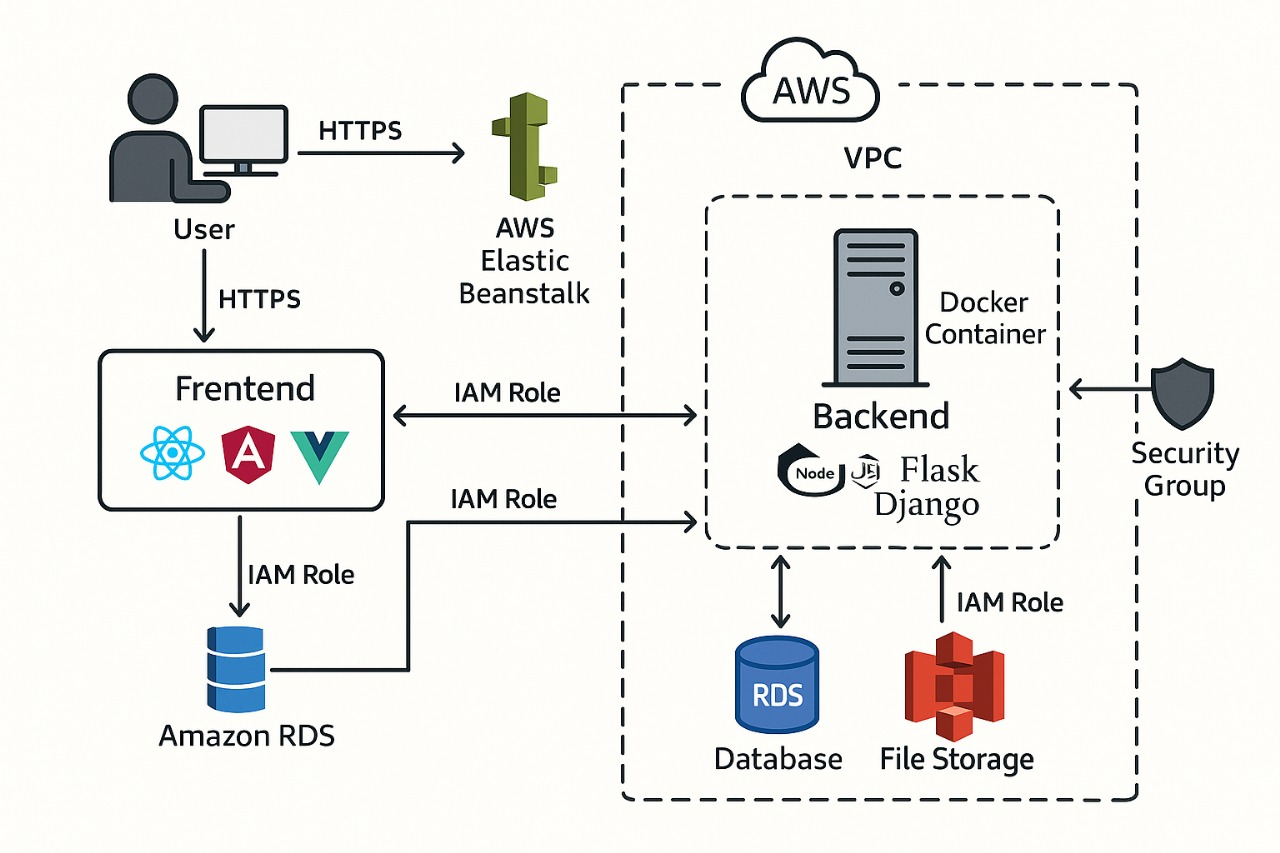 AWS
VPC
HTTPS
User
AWS
Elastic
Beanstalk
HTTPS
Frentend
IAM Role
IAM Role
IAM Role
Amazon RDS
Docker
Container
Backend
Node
JS
Flask
Django
Security
Group
IAM Role
RDS
Database
File Storage